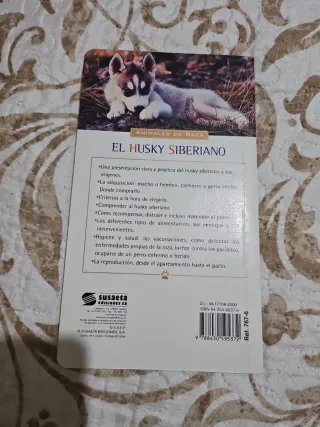 ANIMALES DE RAZA
EL HUSKY SIBERIANO
•Una presentación clara y práctica del husky siberiano y sus
orígenes.
•La adquisición: macho o hembra, cachorro o perro adulto.
Dónde comprarlo.
•Criterios a la hora de elegirlo.
•Comprender al husky siberiano.
•Cómo recompensar, distraer e incluso reprender al perro.
•Los diferentes tipos de alimentación, sus ventajas y
•Higiene y salud: las vacunaciones, cómo detectar las
enfermedades propias de la raza, luchar contra los parásitos,
ocuparse de un perro enfermo o herido.
•La reproducción, desde el apareamiento hasta el parto.
susaeta
ediciones s.a.
© SUSAETA EDICIONES, S.A.
9788430595372
Ref. 767-6